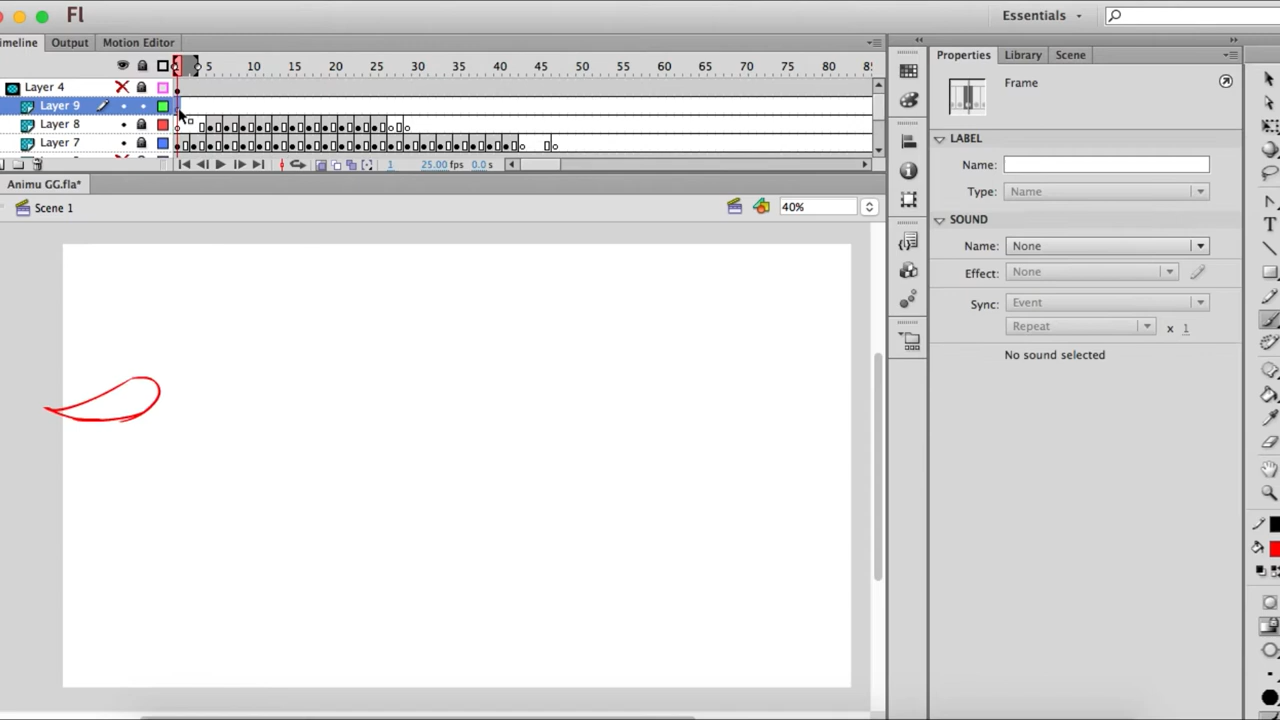 Fl
Essentials
Timeline
Output
Motion Editor
5 10 15 20 25 30 35 40 45 50 55 60 65 70 75 80 85
Layer 4
Layer 9
Layer 8
Layer 7
1 25.00 fps 0.0 s
Animu GG.fla*
Scene 1
40%
Properties
Library
Scene
Frame
LABEL
Name:
Type: Name
SOUND
Name: None
Effect: None
Sync: Event
Repeat x 1
No sound selected
T